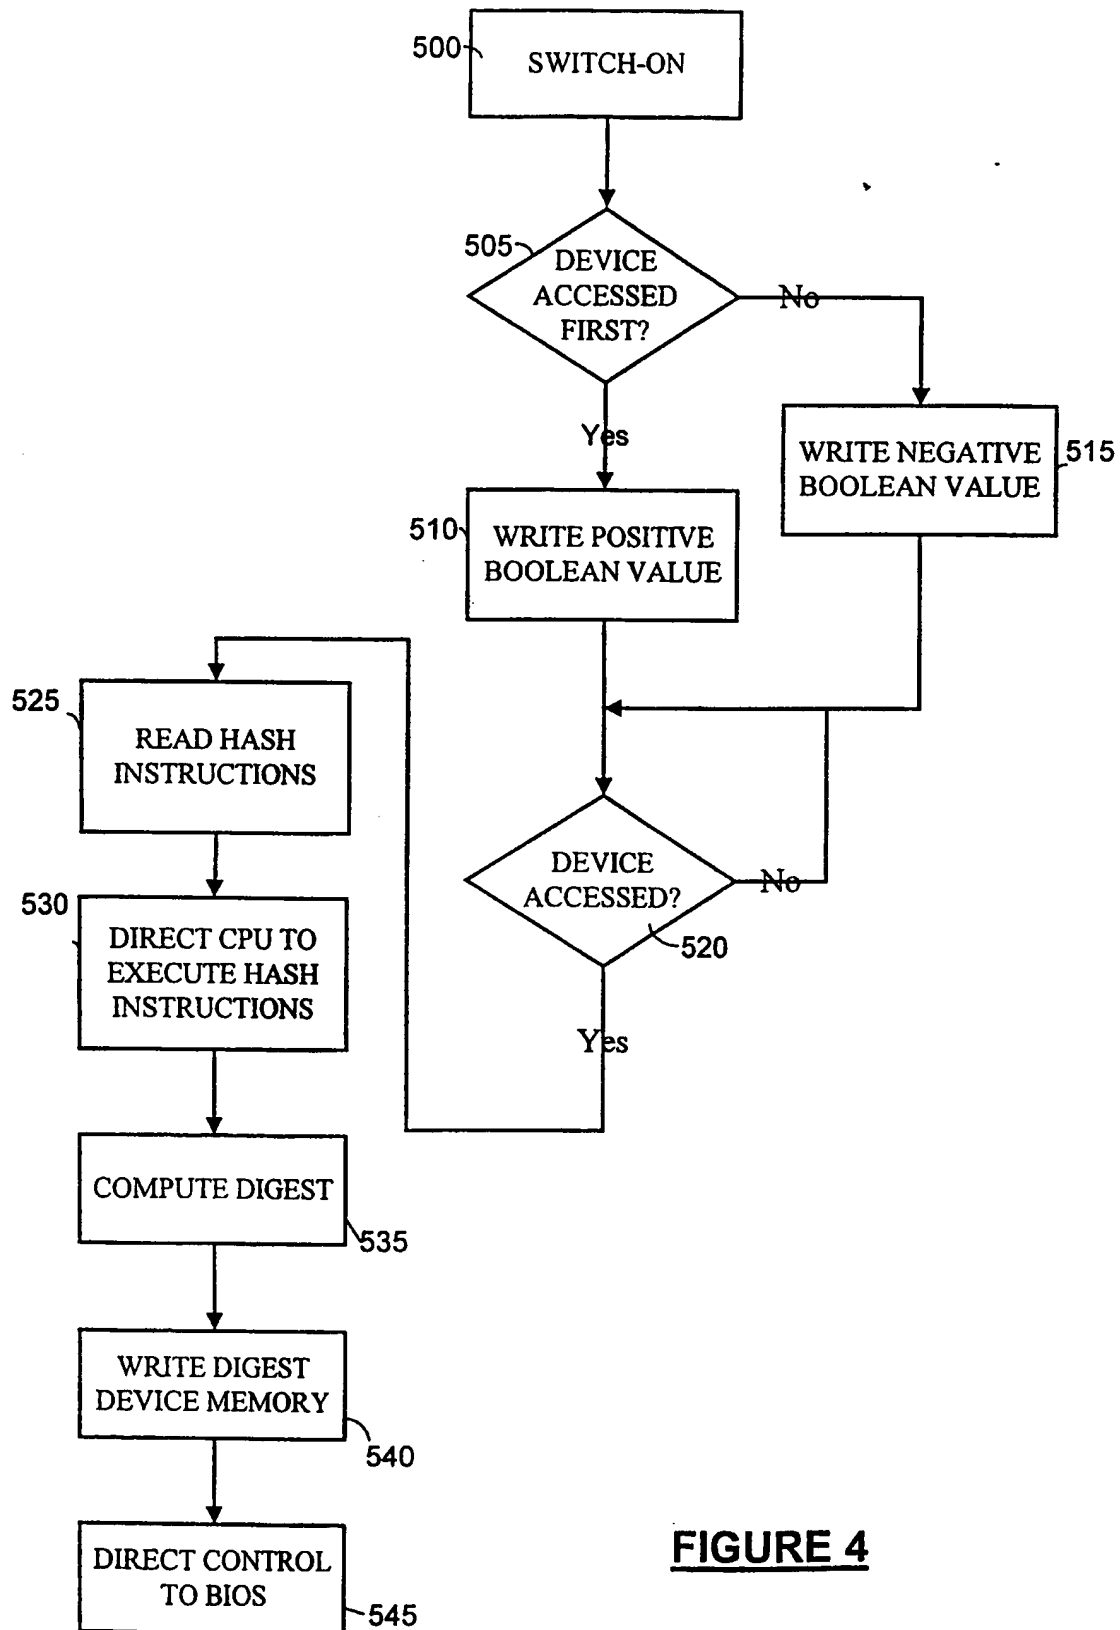 500
SWITCH-ON
505
DEVICE
ACCESSED
FIRST?
No
Yes
WRITE NEGATIVE
BOOLEAN VALUE
515
510
WRITE POSITIVE
BOOLEAN VALUE
525
READ HASH
INSTRUCTIONS
DEVICE
ACCESSED?
No
520
Yes
530
DIRECT CPU TO
EXECUTE HASH
INSTRUCTIONS
COMPUTE DIGEST
535
WRITE DIGEST
DEVICE MEMORY
540
DIRECT CONTROL
TO BIOS
545
FIGURE 4